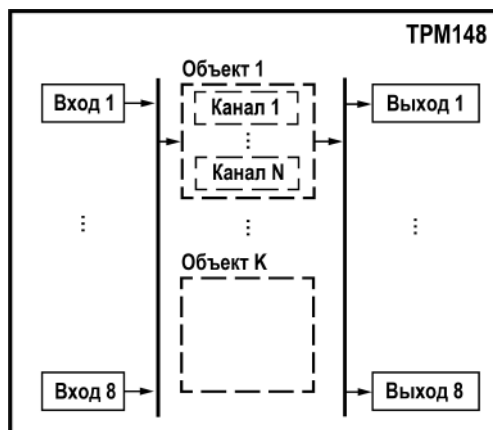 ТРМ148
Объект 1
Вход 1
Канал 1
Выход 1
⋮
Канал N
⋮
⋮
⋮
Объект K
Вход 8
Выход 8